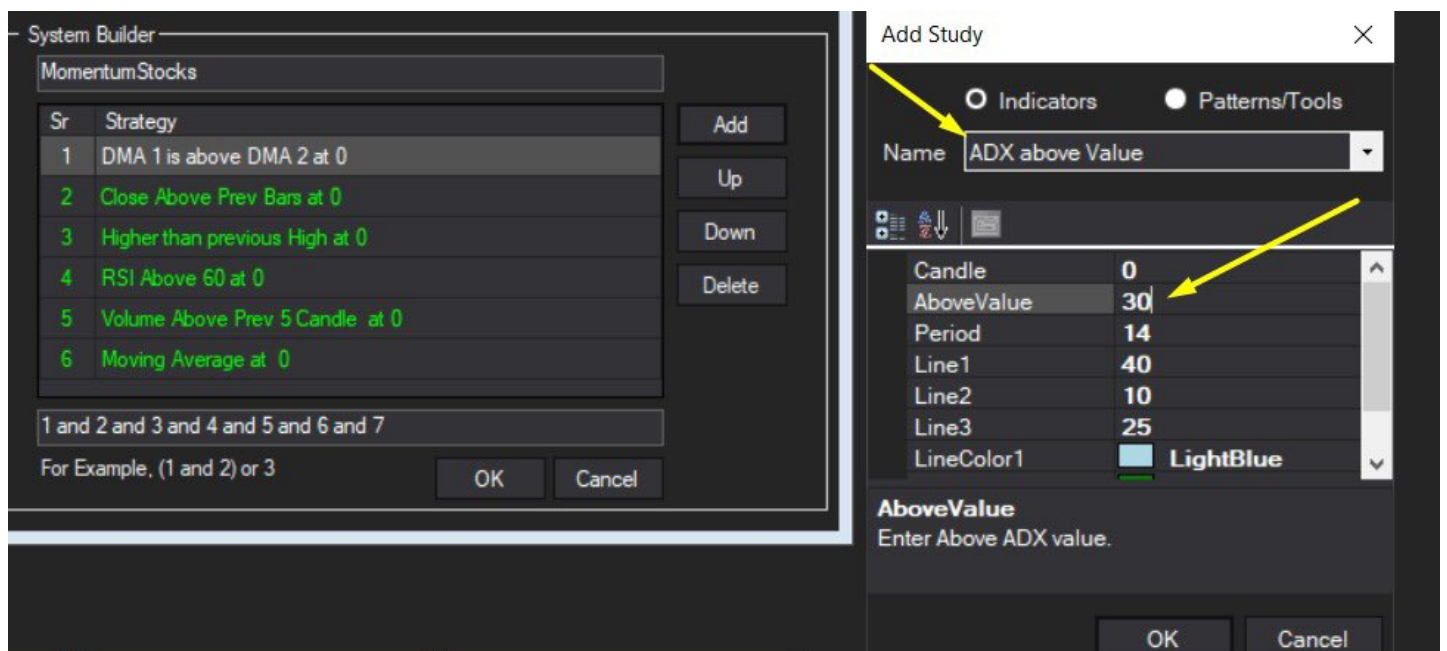 System Builder
MomentumStocks
Sr Strategy
1 DMA 1 is above DMA 2 at 0
2 Close Above Prev Bars at 0
3 Higher than previous High at 0
4 RSI Above 60 at 0
5 Volume Above Prev 5 Candle at 0
6 Moving Average at 0
Add
Up
Down
Delete
1 and 2 and 3 and 4 and 5 and 6 and 7
For Example, (1 and 2) or 3
OK Cancel
Add Study
Indicators Patterns/Tools
Name ADX above Value
Candle 0
AboveValue 30
Period 14
Line1 40
Line2 10
Line3 25
LineColor1 LightBlue
AboveValue
Enter Above ADX value.
OK Cancel